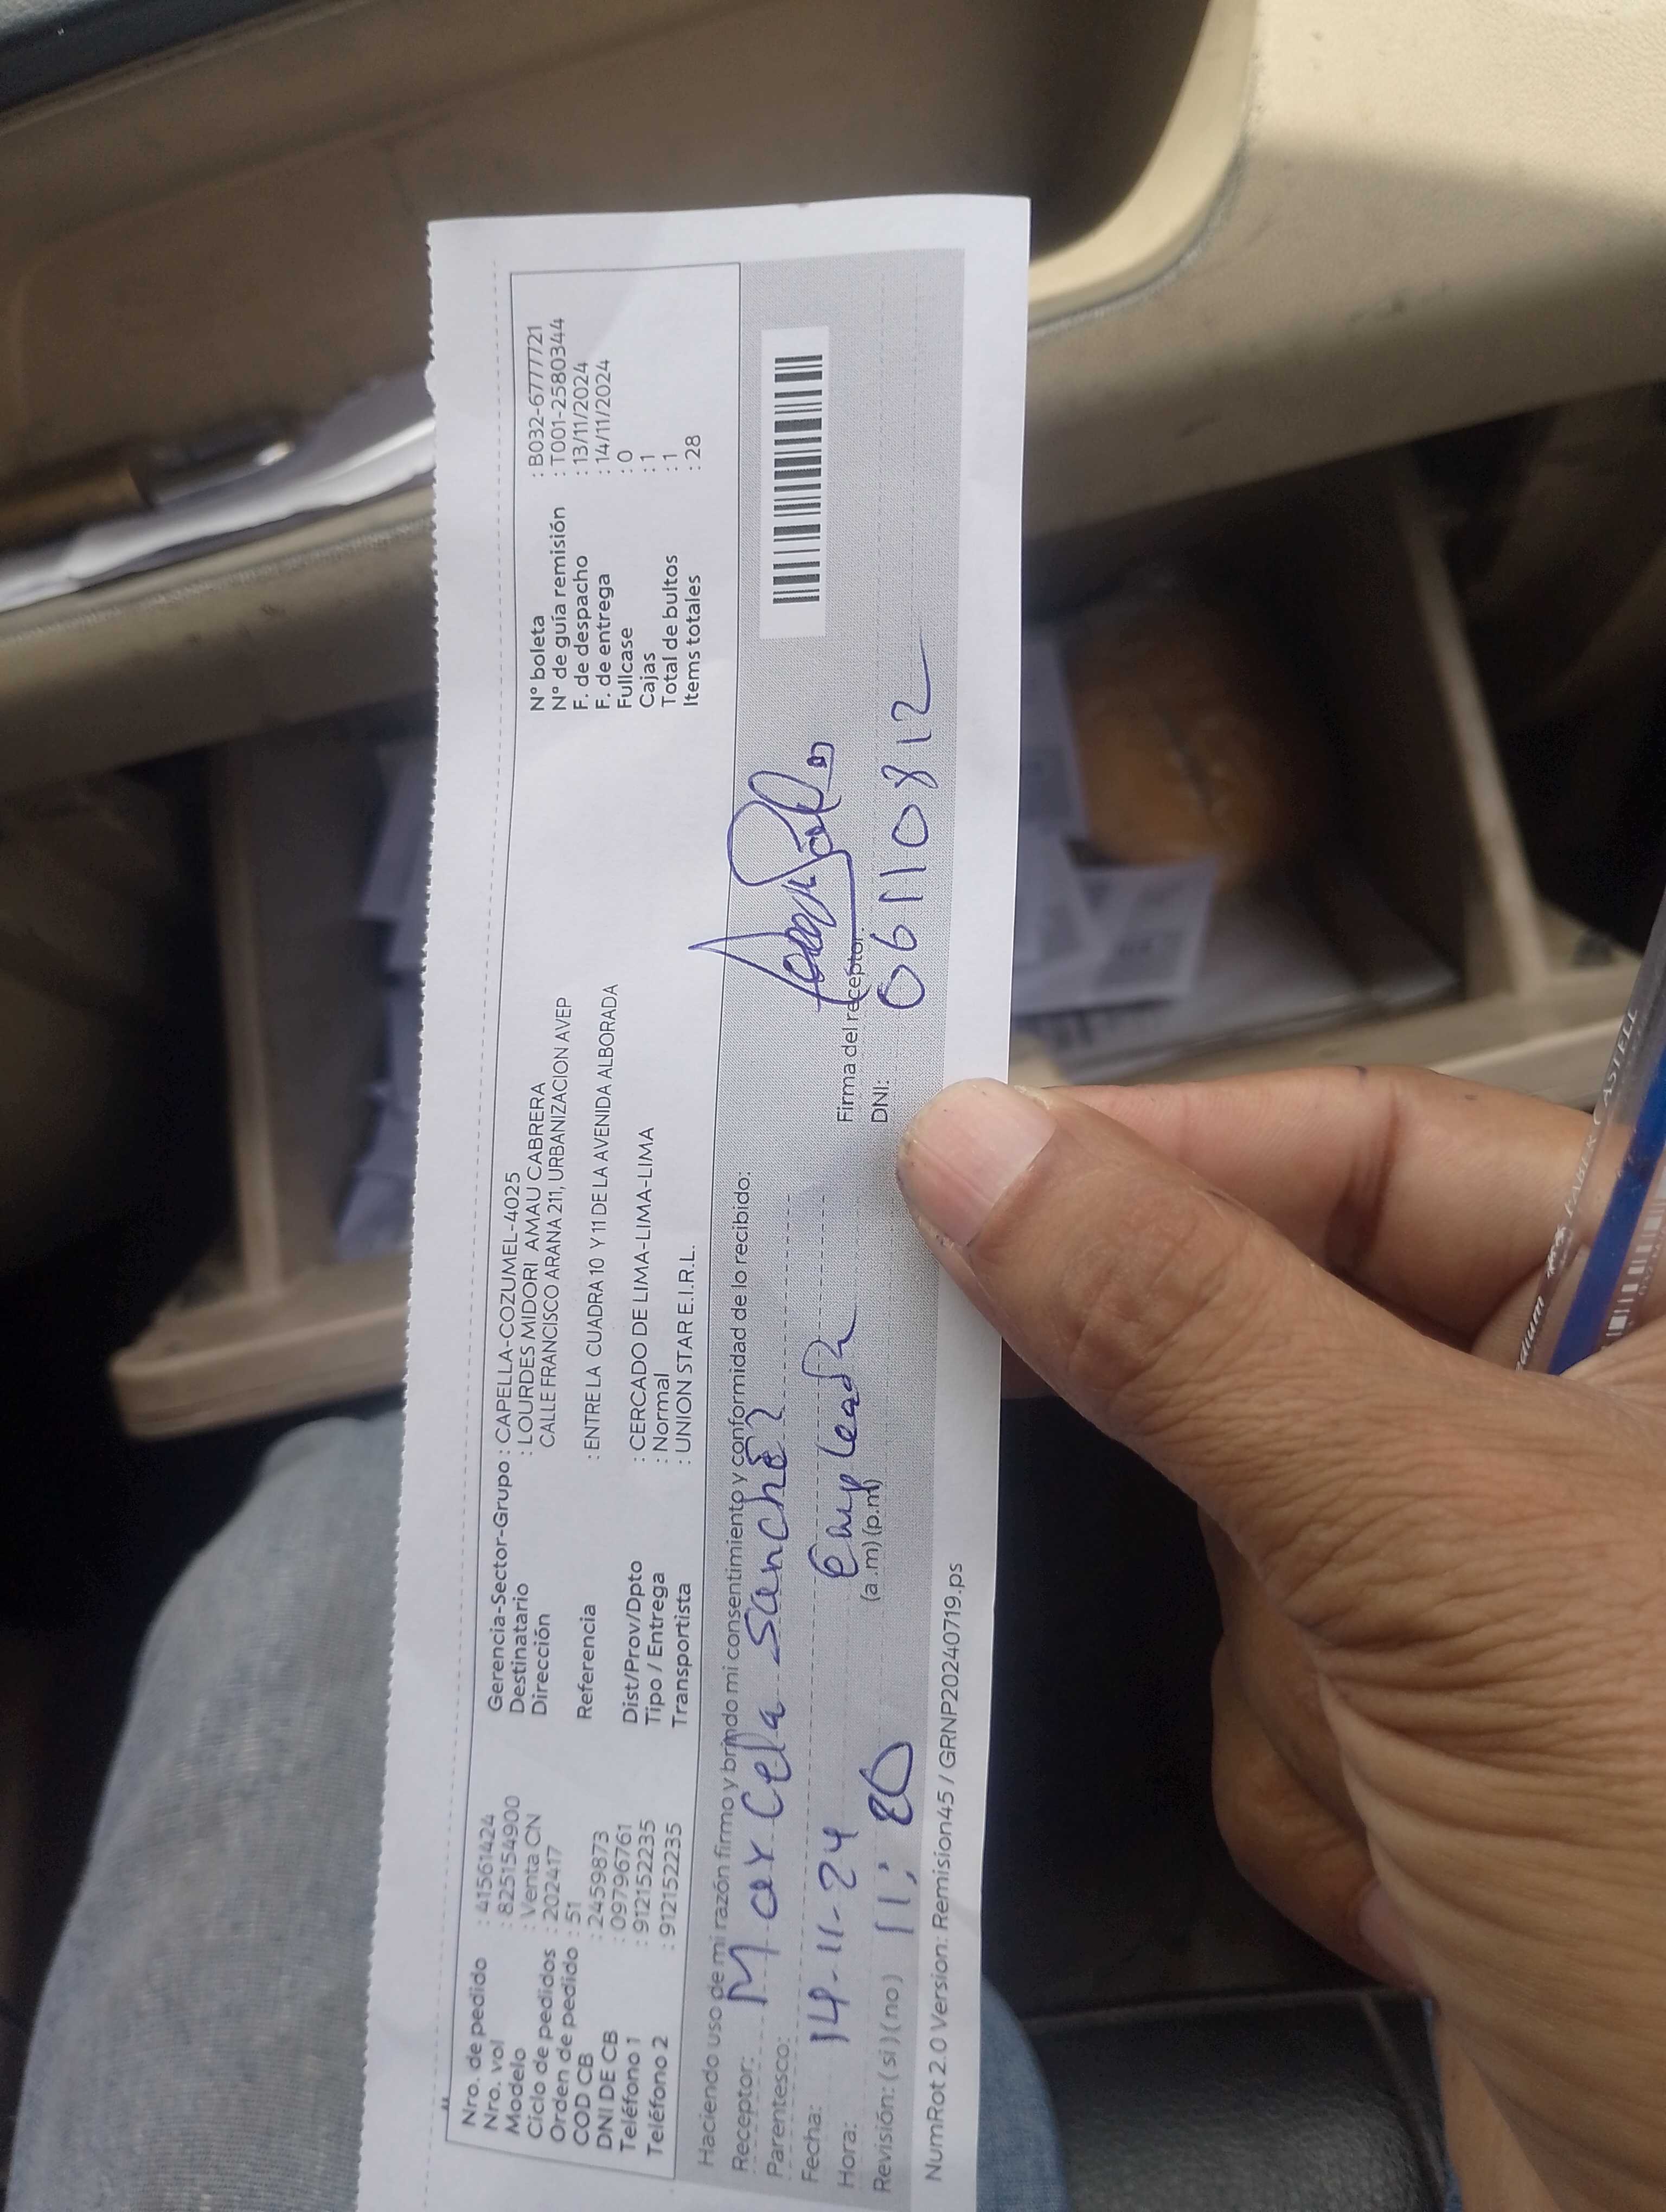 Nro. de pedido : 41561424
Nro. vol : 825154900
Modelo : Venta CN
Ciclo de pedidos : 202417
Orden de pedido : 51
COD CB : 2459873
DNI DE CB : 09796761
Teléfono 1 : 912152235
Teléfono 2 : 912152235
Gerencia-Sector-Grupo : CAPELLA-COZUMEL-4025
Destinatario : LOURDES MIDORI AMAU CABRERA
Dirección CALLE FRANCISCO ARANA 211, URBANIZACION AVEP
Referencia : ENTRE LA CUADRA 10 Y 11 DE LA AVENIDA ALBORADA
Dist/Prov/Dpto : CERCADO DE LIMA-LIMA-LIMA
Tipo / Entrega : Normal
Transportista : UNION STAR E.I.R.L.
N° boleta : B032-6777721
N° de guía remisión : T001-2580344
F. de despacho : 13/11/2024
F. de entrega : 14/11/2024
Fullcase : 0
Cajas : 1
Total de bultos : 1
Items totales : 28
Haciendo uso de mi razón firmo y brindo mi consentimiento y conformidad de lo recibido:
Receptor: Marcela Sanchez
Parentesco: Empleada
Fecha: 14-11-24
Hora: 11:20 (a.m) (p.m)
Revisión: (si) (no)
Firma del receptor:
DNI: 06110812
NumRot 2.0 Version: Remision45 / GRNP20240719.ps
FABER CASTELL